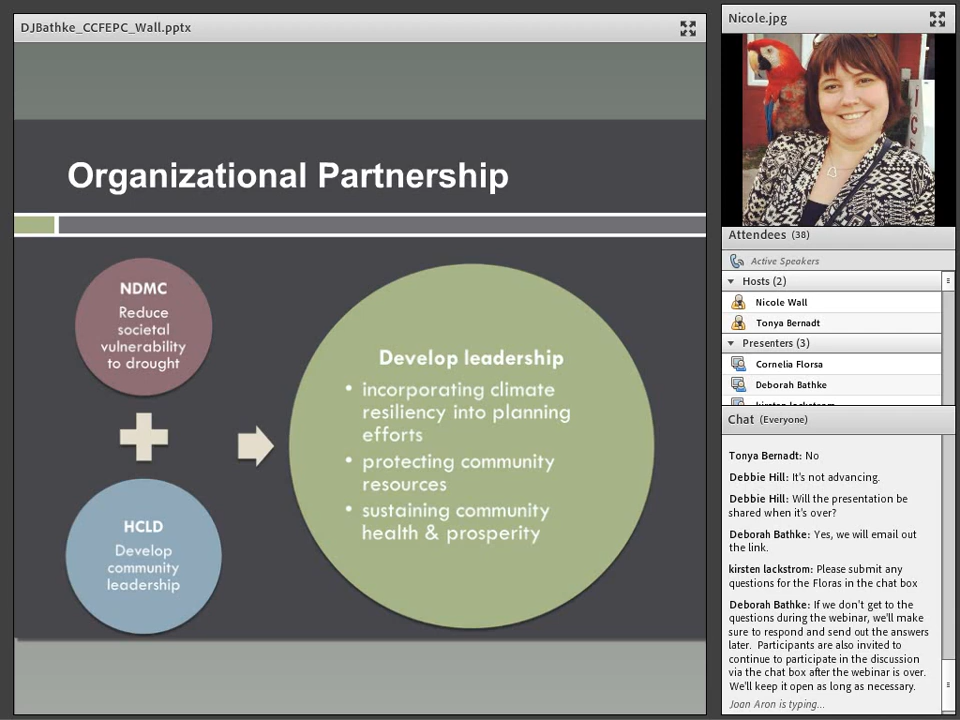 DJBathke_CCFEPC_Wall.pptx
Organizational Partnership
NDMC
Reduce
societal
vulnerability
to drought
HCLD
Develop
community
leadership
Develop leadership
• incorporating climate
resiliency into planning
efforts
• protecting community
resources
• sustaining community
health & prosperity
Nicole.jpg
I
C
Attendees (38)
Active Speakers
Hosts (2)
Nicole Wall
Tonya Bernadt
Presenters (3)
Cornelia Florsa
Deborah Bathke
kirsten lackstrom
Chat (Everyone)
Tonya Bernadt: No
Debbie Hill: It's not advancing.
Debbie Hill: Will the presentation be
shared when it's over?
Deborah Bathke: Yes, we will email out
the link.
kirsten lackstrom: Please submit any
questions for the Floras in the chat box
Deborah Bathke: If we don't get to the
questions during the webinar, we'll make
sure to respond and send out the answers
later. Participants are also invited to
continue to participate in the discussion
via the chat box after the webinar is over.
We'll keep it open as long as necessary.
Joan Aron is typing...